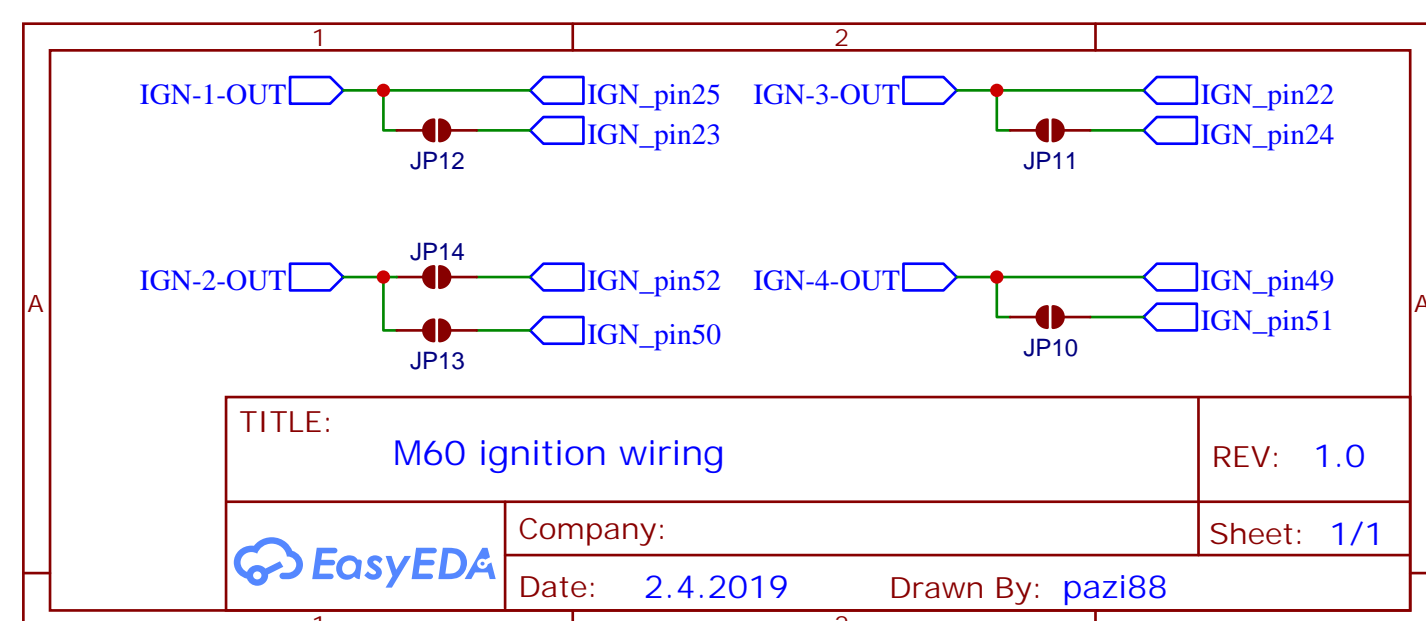 1 2
IGN-1-OUT IGN_pin25 IGN-3-OUT IGN_pin22
IGN_pin23 IGN_pin24
JP12 JP11
JP14
IGN-2-OUT IGN_pin52 IGN-4-OUT IGN_pin49
A A
IGN_pin50 IGN_pin51
JP13 JP10
TITLE:
M60 ignition wiring REV: 1.0
EasyEDA
Company: Sheet: 1/1
Date: 2.4.2019 Drawn By: pazi88